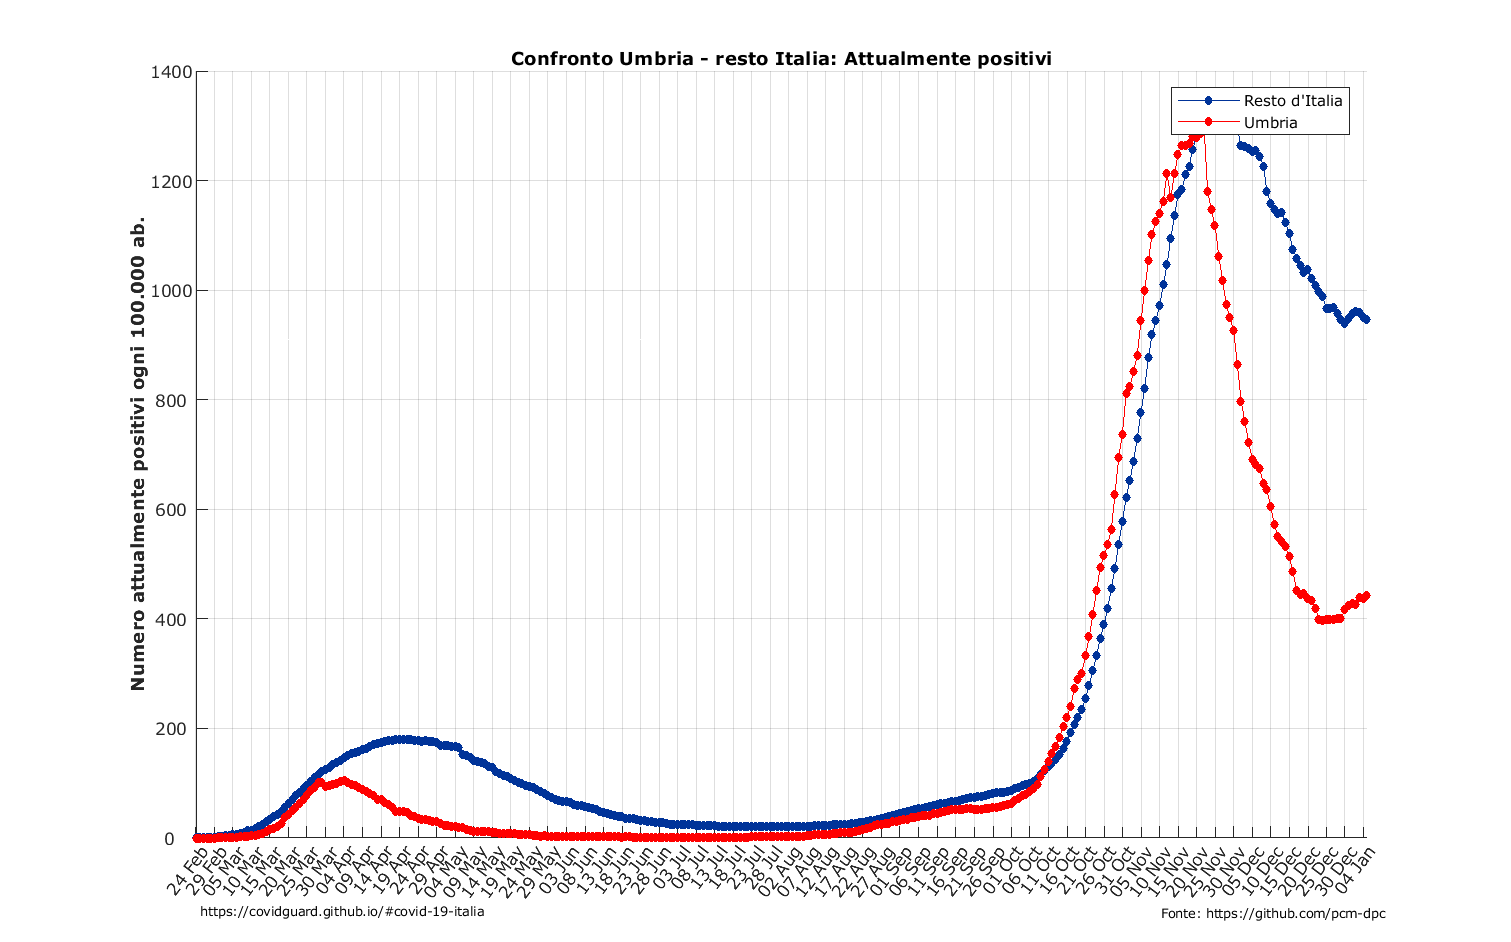 Confronto Umbria - resto Italia: Attualmente positivi
Numero attualmente positivi ogni 100.000 ab.
1400
1200
1000
800
600
400
200
0
Resto d'Italia
Umbria
24 Feb
29 Feb
05 Mar
10 Mar
15 Mar
20 Mar
25 Mar
30 Mar
04 Apr
09 Apr
14 Apr
19 Apr
24 Apr
29 Apr
04 May
09 May
14 May
19 May
24 May
29 May
03 Jun
08 Jun
13 Jun
18 Jun
23 Jun
28 Jun
03 Jul
08 Jul
13 Jul
18 Jul
23 Jul
28 Jul
02 Aug
07 Aug
12 Aug
17 Aug
22 Aug
27 Aug
01 Sep
06 Sep
11 Sep
16 Sep
21 Sep
26 Sep
01 Oct
06 Oct
11 Oct
16 Oct
21 Oct
26 Oct
31 Oct
05 Nov
10 Nov
15 Nov
20 Nov
25 Nov
30 Nov
05 Dec
10 Dec
15 Dec
20 Dec
25 Dec
30 Dec
04 Jan
https://covidguard.github.io/#covid-19-italia
Fonte: https://github.com/pcm-dpc